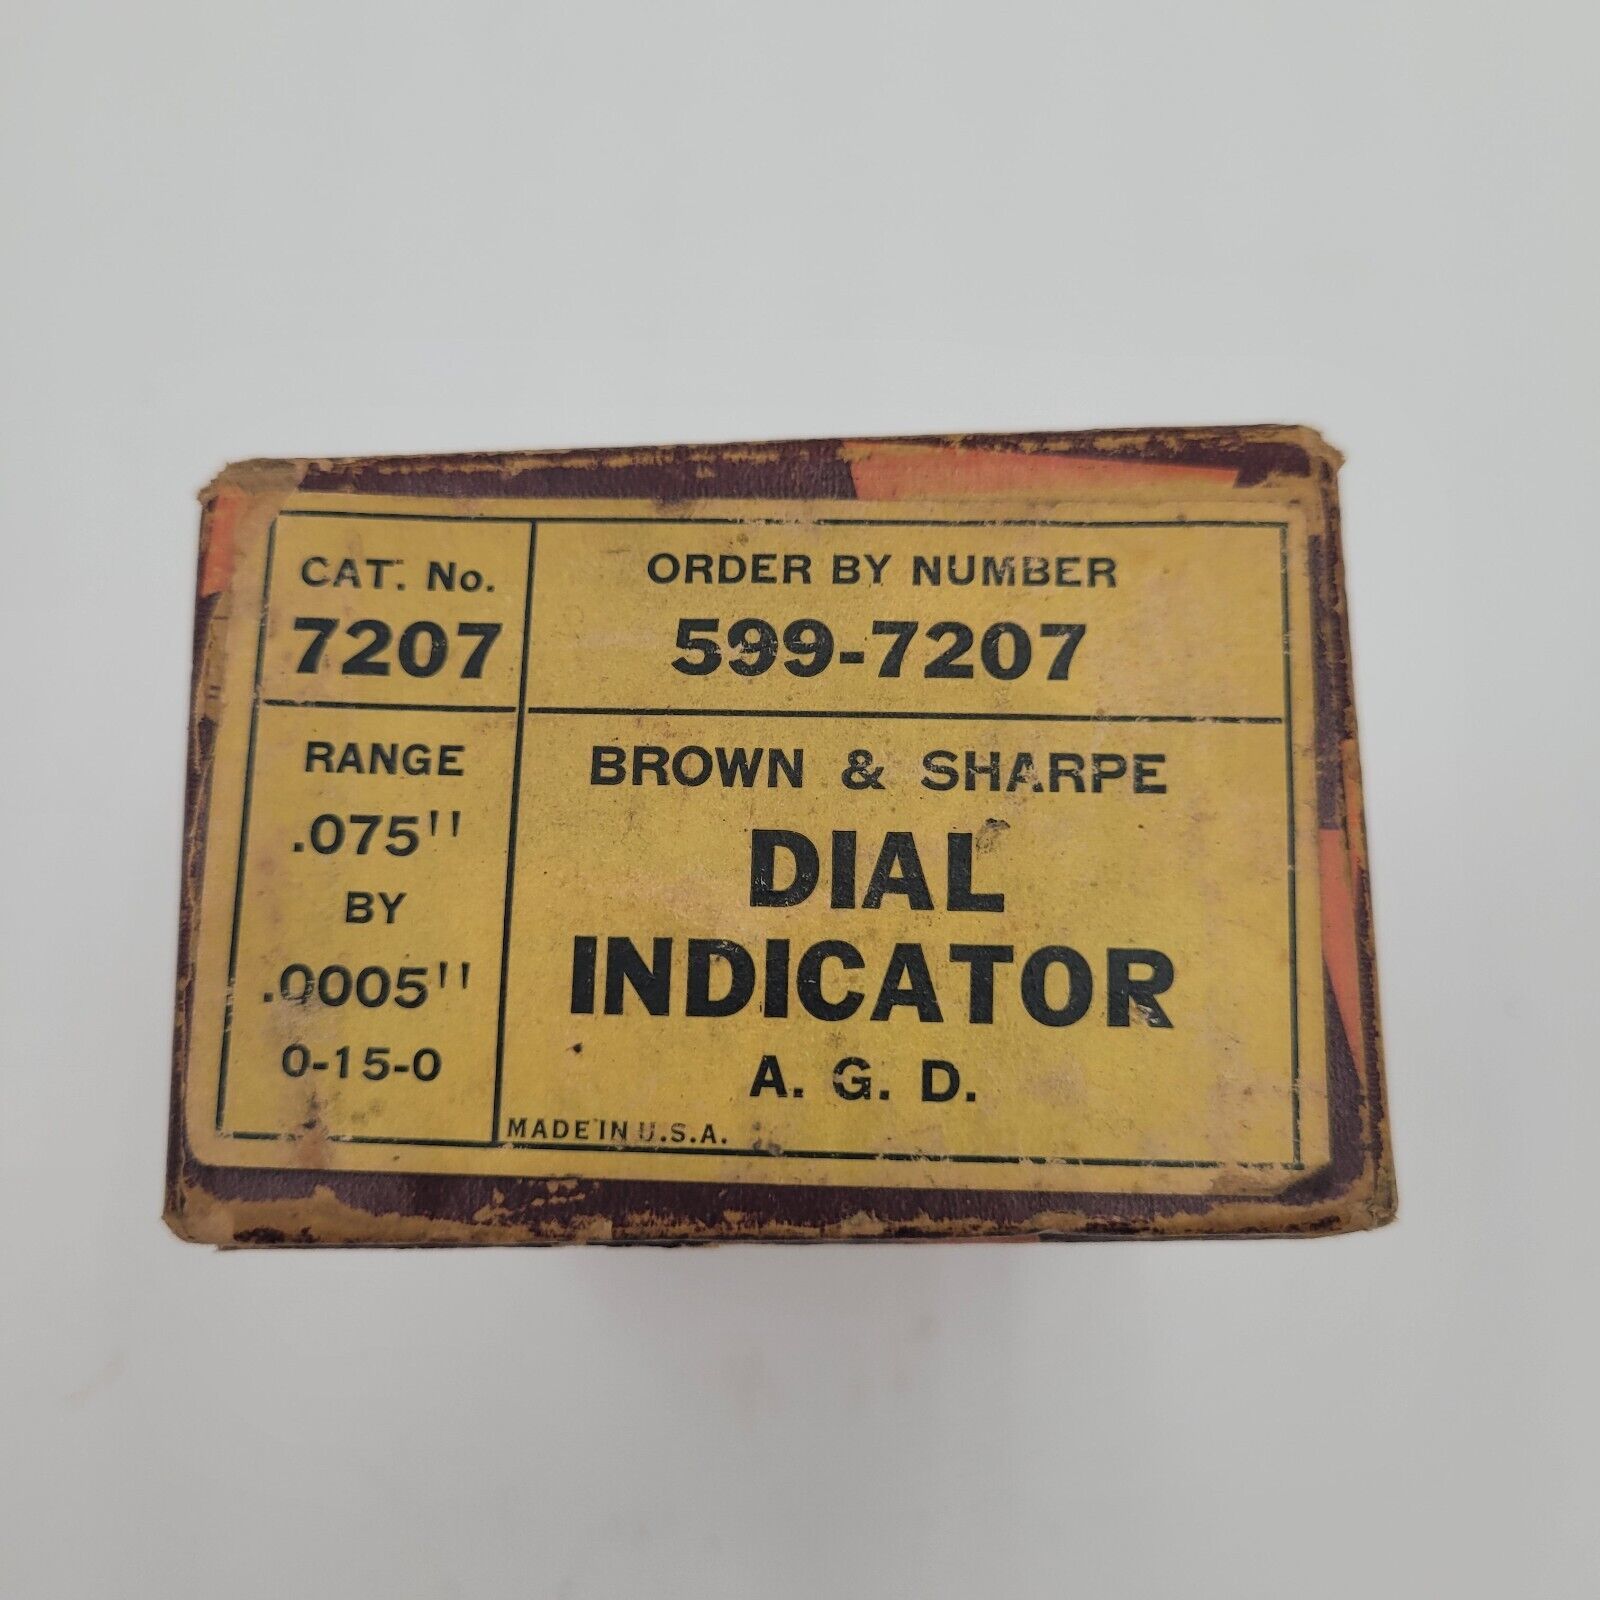 CAT. No.
7207
ORDER BY NUMBER
599-7207
RANGE
.075"
BY
.0005"
0-15-0
BROWN & SHARPE
DIAL
INDICATOR
A. G. D.
MADE IN U.S.A.